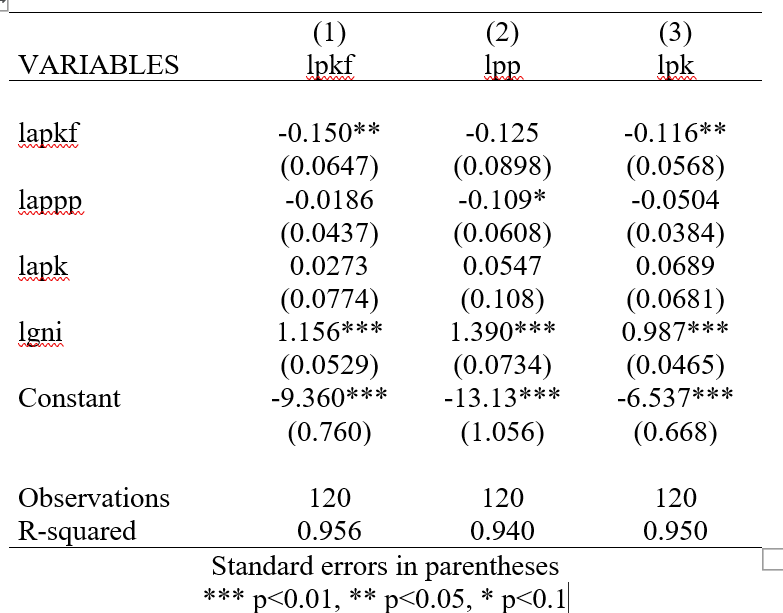 (1) (2) (3)
VARIABLES lpkf lpp lpk
lapkf -0.150** -0.125 -0.116**
(0.0647) (0.0898) (0.0568)
lappp -0.0186 -0.109* -0.0504
(0.0437) (0.0608) (0.0384)
lapk 0.0273 0.0547 0.0689
(0.0774) (0.108) (0.0681)
lgni 1.156*** 1.390*** 0.987***
(0.0529) (0.0734) (0.0465)
Constant -9.360*** -13.13*** -6.537***
(0.760) (1.056) (0.668)
Observations 120 120 120
R-squared 0.956 0.940 0.950
Standard errors in parentheses
*** p<0.01, ** p<0.05, * p<0.1